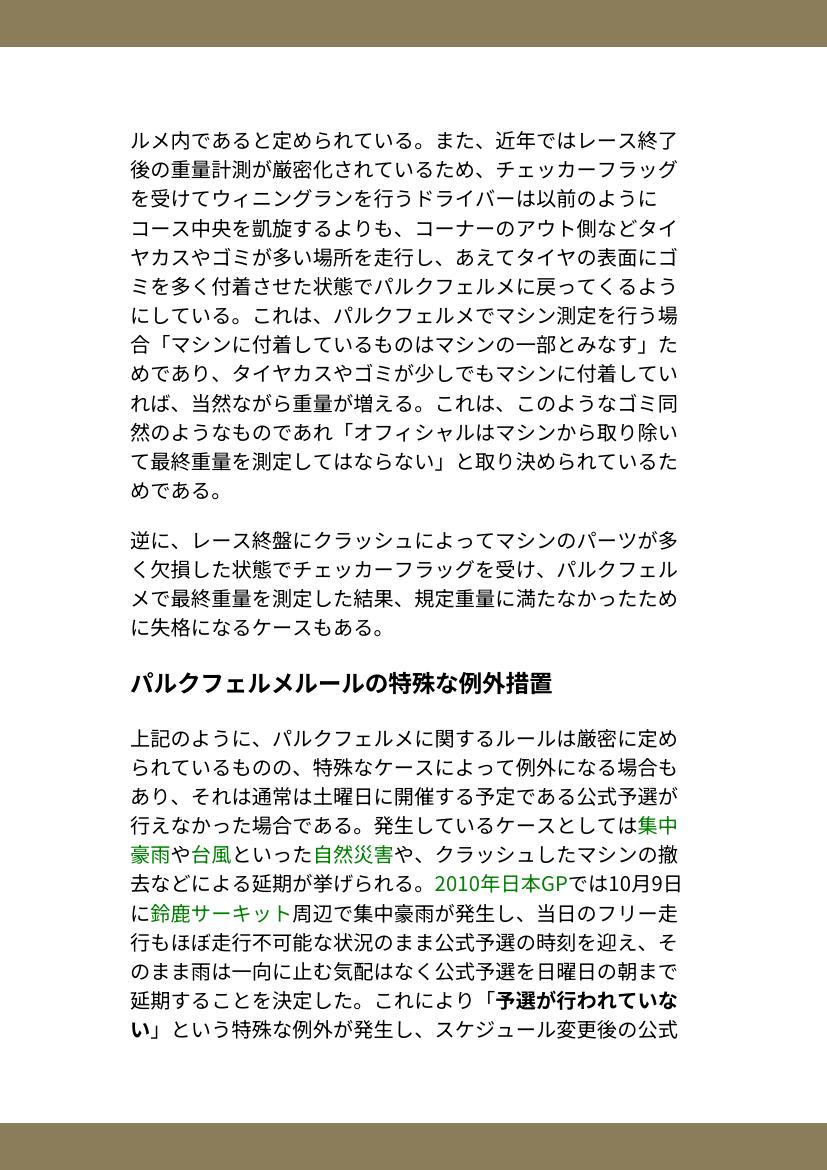 ルメ内であると定められている。また、近年ではレース終了
後の重量計測が厳密化されているため、チェッカーフラッグ
を受けてウィニングランを行うドライバーは以前のように
コース中央を凱旋するよりも、コーナーのアウト側などタイ
ヤカスやゴミが多い場所を走行し、あえてタイヤの表面にゴ
ミを多く付着させた状態でパルクフェルメに戻ってくるよう
にしている。これは、パルクフェルメでマシン測定を行う場
合「マシンに付着しているものはマシンの一部とみなす」た
めであり、タイヤカスやゴミが少しでもマシンに付着してい
れば、当然ながら重量が増える。これは、このようなゴミ同
然のようなものであれ「オフィシャルはマシンから取り除い
て最終重量を測定してはならない」と取り決められているた
めである。
逆に、レース終盤にクラッシュによってマシンのパーツが多
く欠損した状態でチェッカーフラッグを受け、パルクフェル
メで最終重量を測定した結果、規定重量に満たなかったため
に失格になるケースもある。
パルクフェルメルールの特殊な例外措置
上記のように、パルクフェルメに関するルールは厳密に定め
られているものの、特殊なケースによって例外になる場合も
あり、それは通常は土曜日に開催する予定である公式予選が
行えなかった場合である。発生しているケースとしては集中
豪雨や台風といった自然災害や、クラッシュしたマシンの撤
去などによる延期が挙げられる。2010年日本GPでは10月9日
に鈴鹿サーキット周辺で集中豪雨が発生し、当日のフリー走
行もほぼ走行不可能な状況のまま公式予選の時刻を迎え、そ
のまま雨は一向に止む気配はなく公式予選を日曜日の朝まで
延期することを決定した。これにより「予選が行われていな
い」という特殊な例外が発生し、スケジュール変更後の公式